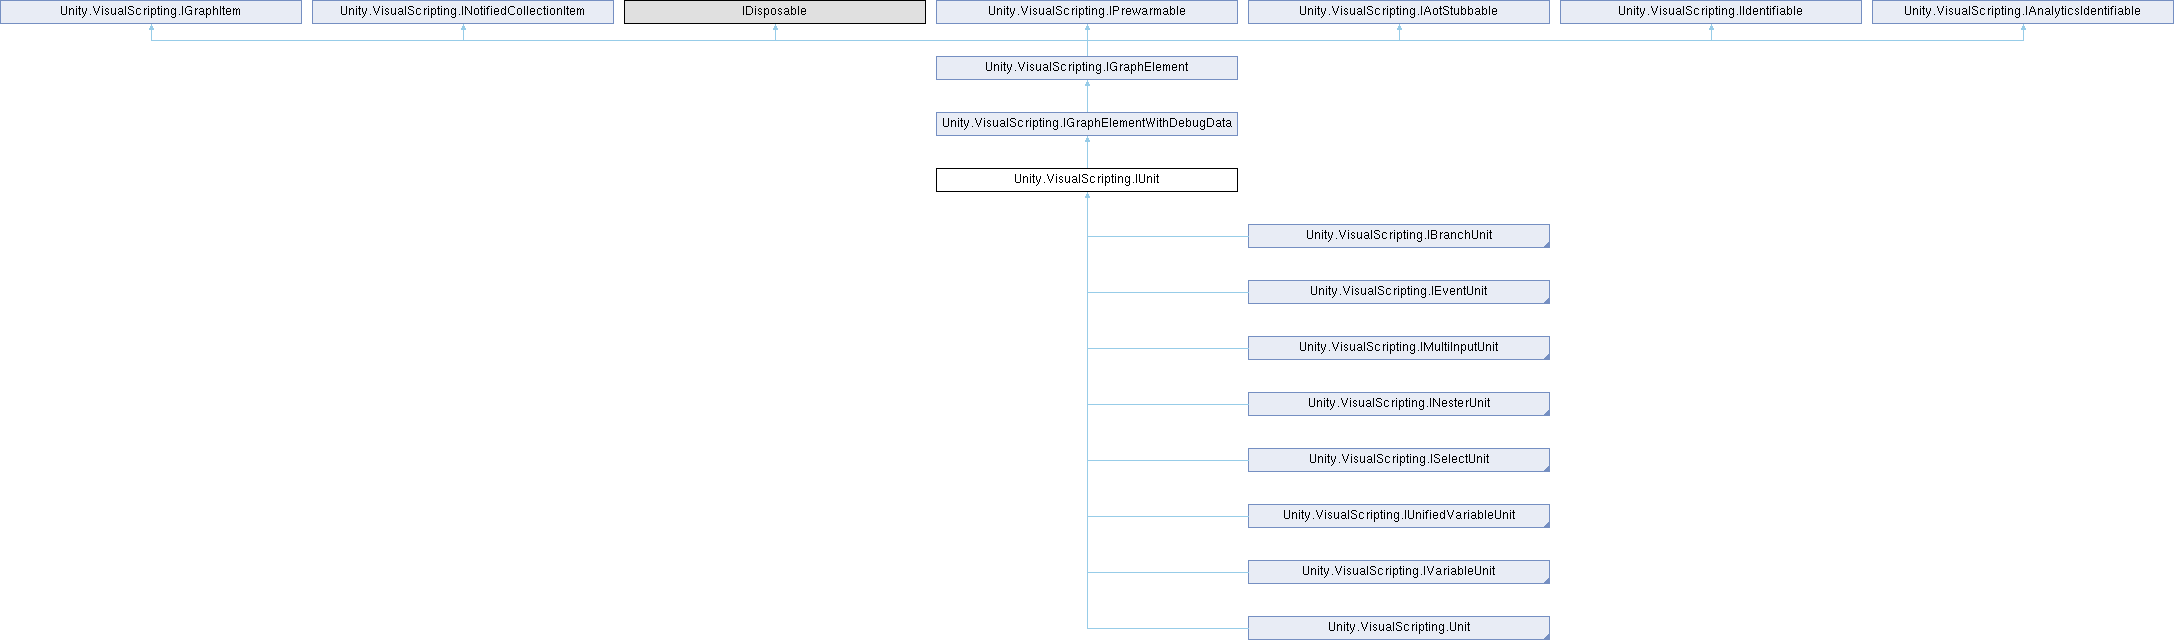 Unity.VisualScripting.IGraphItem
Unity.VisualScripting.INotifiedCollectionItem
IDisposable
Unity.VisualScripting.IPrewarmable
Unity.VisualScripting.IAotStubbable
Unity.VisualScripting.IIdentifiable
Unity.VisualScripting.IAnalyticsIdentifiable
Unity.VisualScripting.IGraphElement
Unity.VisualScripting.IGraphElementWithDebugData
Unity.VisualScripting.IUnit
Unity.VisualScripting.IBranchUnit
Unity.VisualScripting.IEventUnit
Unity.VisualScripting.IMultiInputUnit
Unity.VisualScripting.INesterUnit
Unity.VisualScripting.ISelectUnit
Unity.VisualScripting.IUnifiedVariableUnit
Unity.VisualScripting.IVariableUnit
Unity.VisualScripting.Unit